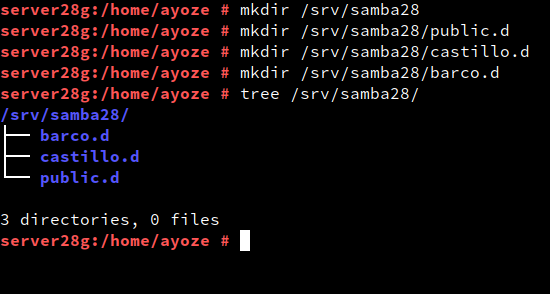 server28g:/home/ayoze # mkdir /srv/samba28
server28g:/home/ayoze # mkdir /srv/samba28/public.d
server28g:/home/ayoze # mkdir /srv/samba28/castillo.d
server28g:/home/ayoze # mkdir /srv/samba28/barco.d
server28g:/home/ayoze # tree /srv/samba28/
/srv/samba28/
├── barco.d
├── castillo.d
└── public.d
3 directories, 0 files
server28g:/home/ayoze #